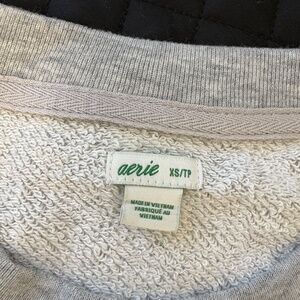 aerie XS/TP
MADE IN VIETNAM
FABRIQUÉ AU
VIETNAM